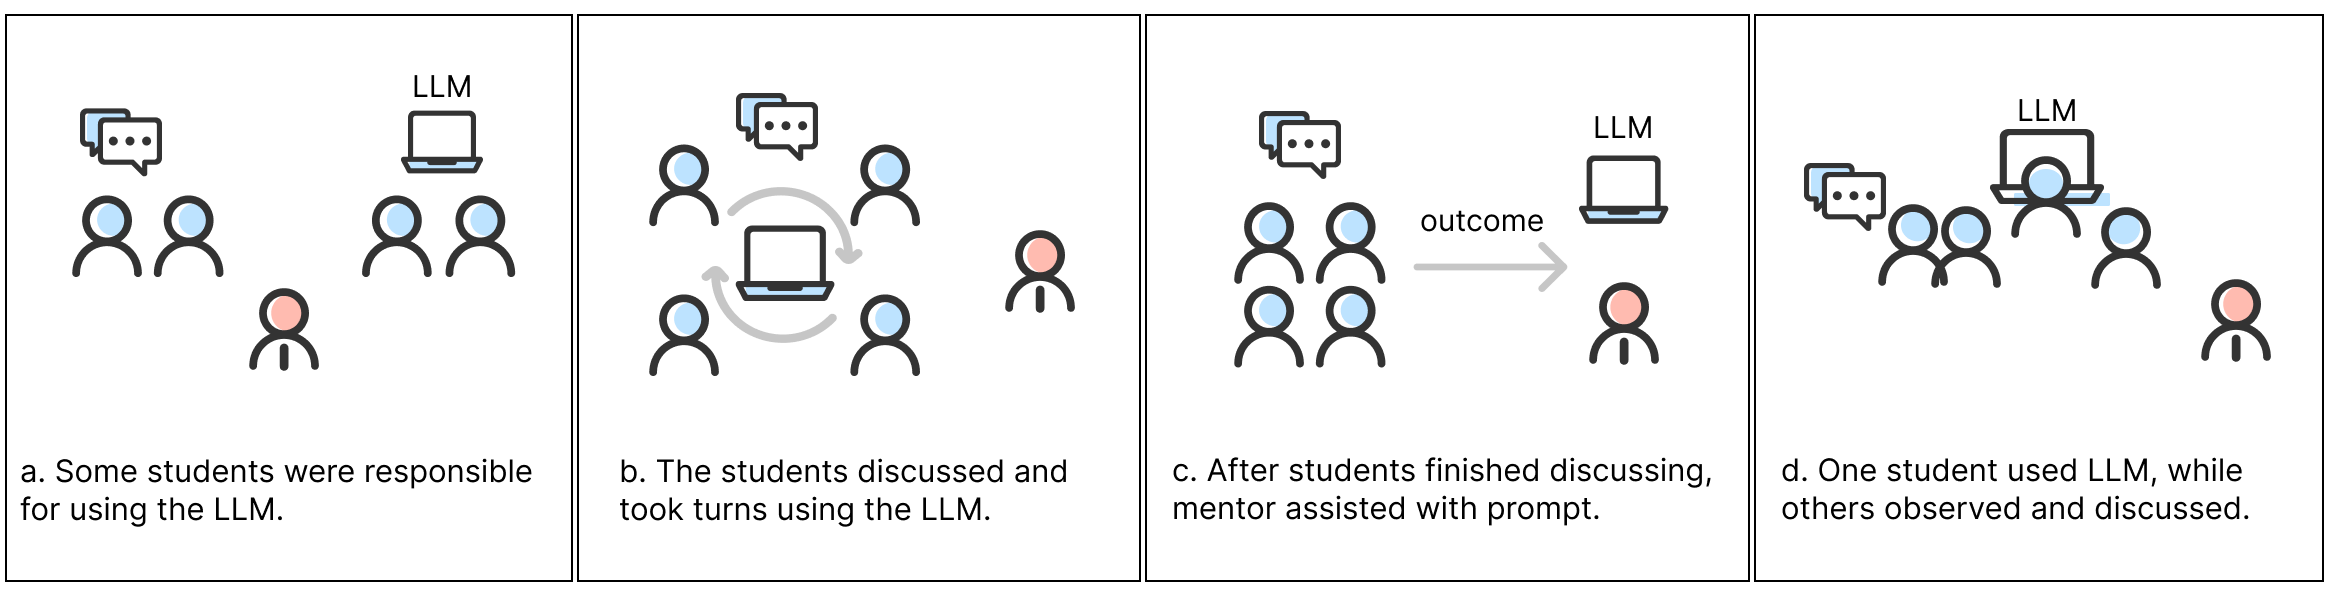 LLM
a. Some students were responsible
for using the LLM.
b. The students discussed and
took turns using the LLM.
outcome
LLM
c. After students finished discussing,
mentor assisted with prompt.
LLM
d. One student used LLM, while
others observed and discussed.